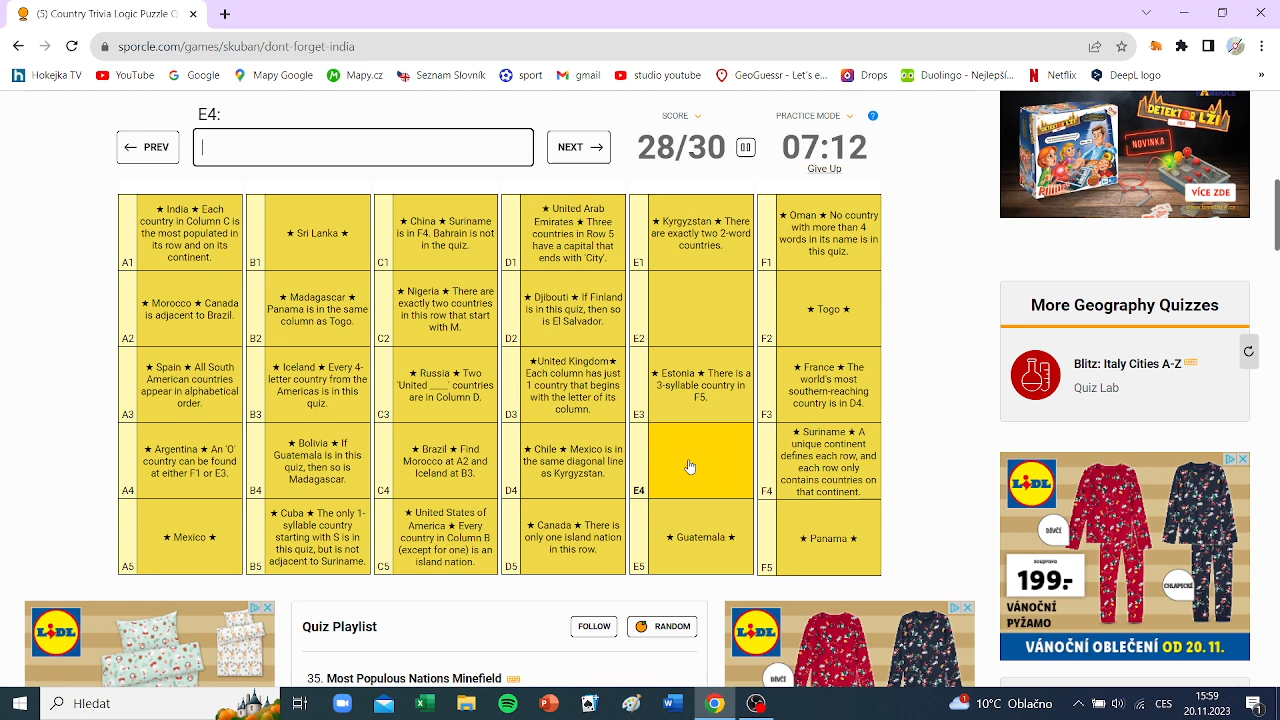 (5) Country Trivia
sporcle.com/games/kuban/dont-forget-india
Hokejka TV
YouTube
Google
Mapy Google
Mapy.cz
Seznam Slovník
sport
gmail
studio youtube
GeoGuessr - Let's e...
Drops
Duolingo - Nejlepší...
Netflix
DeepL logo
»
E4:
SCORE
PRACTICE MODE
?
← PREV
NEXT →
28/30
07:12
Give Up
A1
★ India ★ Each
country in Column C is
the most populated in
its row and on its
continent.
B1
★ Sri Lanka ★
C1
★ China ★ Suriname
is in F4. Bahrain is not
in the quiz.
D1
★ United Arab
Emirates ★ Three
countries in Row 5
have a capital that
ends with 'City'.
E1
★ Kyrgyzstan ★ There
are exactly two 2-word
countries.
F1
★ Oman ★ No country
with more than 4
words in its name is in
this quiz.
A2
★ Morocco ★ Canada
is adjacent to Brazil.
B2
★ Madagascar ★
Panama is in the same
column as Togo.
C2
★ Nigeria ★ There are
exactly two countries
in this row that start
with M.
D2
★ Djibouti ★ If Finland
is in this quiz, then so
is El Salvador.
E2
F2
★ Togo ★
A3
★ Spain ★ All South
American countries
appear in alphabetical
order.
B3
★ Iceland ★ Every 4-
letter country from the
Americas is in this
quiz.
C3
★ Russia ★ Two
'United ____' countries
are in Column D.
D3
★United Kingdom★
Each column has just
1 country that begins
with the letter of its
column.
E3
★ Estonia ★ There is a
3-syllable country in
F5.
F3
★ France ★ The
world's most
southern-reaching
country is in D4.
A4
★ Argentina ★ An 'O'
country can be found
at either F1 or E3.
B4
★ Bolivia ★ If
Guatemala is in this
quiz, then so is
Madagascar.
C4
★ Brazil ★ Find
Morocco at A2 and
Iceland at B3.
D4
★ Chile ★ Mexico is in
the same diagonal line
as Kyrgyzstan.
E4
F4
★ Suriname ★ A
unique continent
defines each row, and
each row only
contains countries on
that continent.
A5
★ Mexico ★
B5
★ Cuba ★ The only 1-
syllable country
starting with S is in
this quiz, but is not
adjacent to Suriname.
C5
★ United States of
America ★ Every
country in Column B
(except for one) is an
island nation.
D5
★ Canada ★ There is
only one island nation
in this row.
E5
★ Guatemala ★
F5
★ Panama ★
DETEKTOR LŽI
NOVINKA
VÍCE ZDE
More Geography Quizzes
Blitz: Italy Cities A-Z
Quiz Lab
LIDL
DÍVČÍ
souprava
199.-
CHLAPECKÉ
VÁNOČNÍ
PYŽAMO
VÁNOČNÍ OBLEČENÍ OD 20. 11.
LIDL
Quiz Playlist
FOLLOW
RANDOM
35. Most Populous Nations Minefield
LIDL
DÍVČÍ
Hledat
10°C Oblačno
15:59
20.11.2023